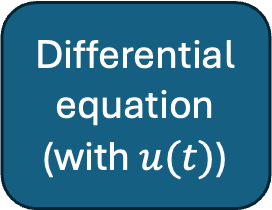 Differential
equation
(with u(t))